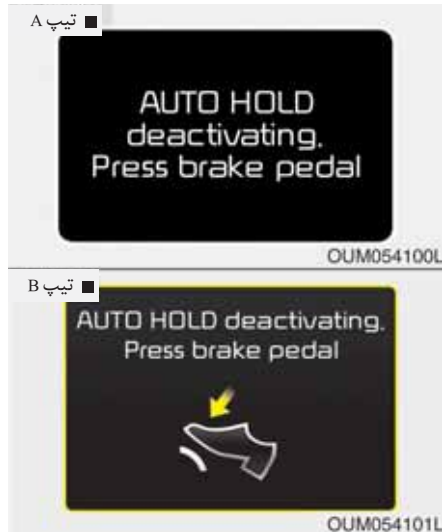 ■ تیپ A
AUTO HOLD
deactivating.
Press brake pedal
OUM054100L
■ تیپ B
AUTO HOLD deactivating.
Press brake pedal
OUM054101L